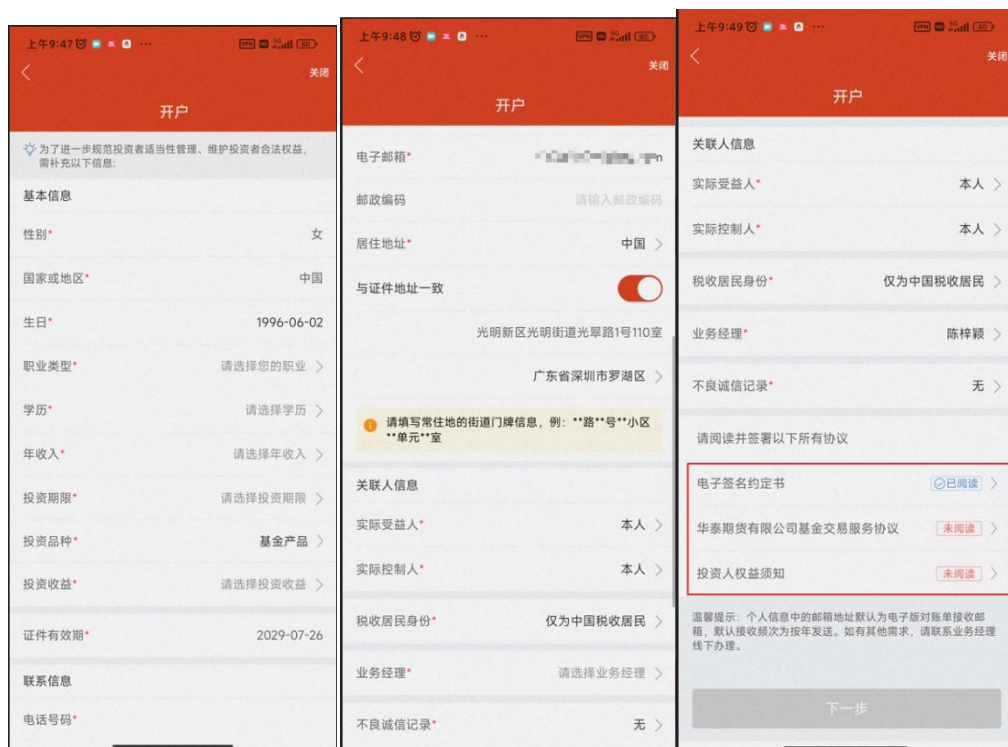 上午9:47
VPN
5G
60
关闭
开户
为了进一步规范投资者适当性管理、维护投资者合法权益,
需补充以下信息:
基本信息
性别*
女
国家或地区*
中国
生日*
1996-06-02
职业类型*
请选择您的职业
学历*
请选择学历
年收入*
请选择年收入
投资期限*
请选择投资期限
投资品种*
基金产品
投资收益*
请选择投资收益
证件有效期*
2029-07-26
联系信息
电话号码*
上午9:48
VPN
5G
60
关闭
开户
电子邮箱*
n
邮政编码
请输入邮政编码
居住地址*
中国
与证件地址一致
光明新区光明街道光翠路1号110室
广东省深圳市罗湖区
请填写常住地的街道门牌信息, 例: **路**号**小区
**单元**室
关联人信息
实际受益人*
本人
实际控制人*
本人
税收居民身份*
仅为中国税收居民
业务经理*
请选择业务经理
不良诚信记录*
无
上午9:49
VPN
5G
60
关闭
开户
关联人信息
实际受益人*
本人
实际控制人*
本人
税收居民身份*
仅为中国税收居民
业务经理*
陈梓颖
不良诚信记录*
无
请阅读并签署以下所有协议
电子签名约定书
已阅读
华泰期货有限公司基金交易服务协议
未阅读
投资人权益须知
未阅读
温馨提示: 个人信息中的邮箱地址默认为电子版对账单接收邮
箱, 默认接收频次为按年发送。如有其他需求, 请联系业务经理
线下办理。
下一步